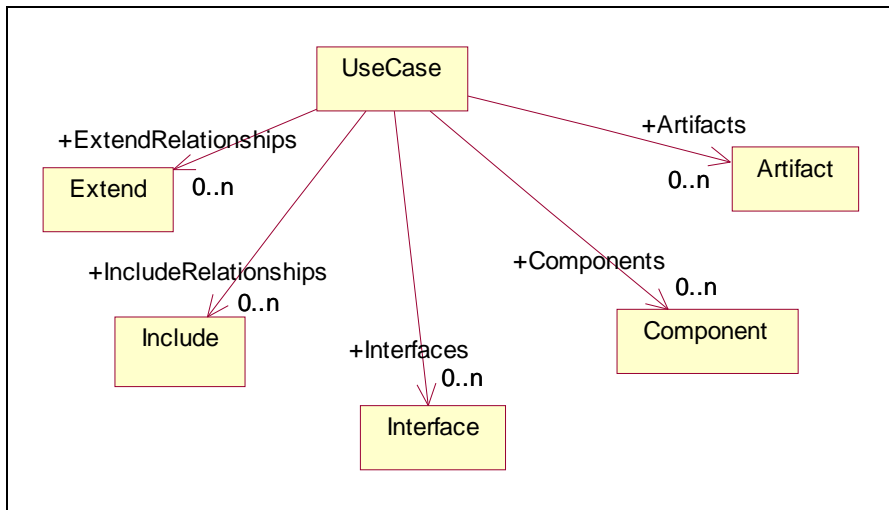 UseCase
+Artifacts
+ExtendRelationships
0..n
Artifact
Extend
0..n
+Components
+IncludeRelationships
0..n
0..n
Component
Include
+Interfaces
0..n
Interface